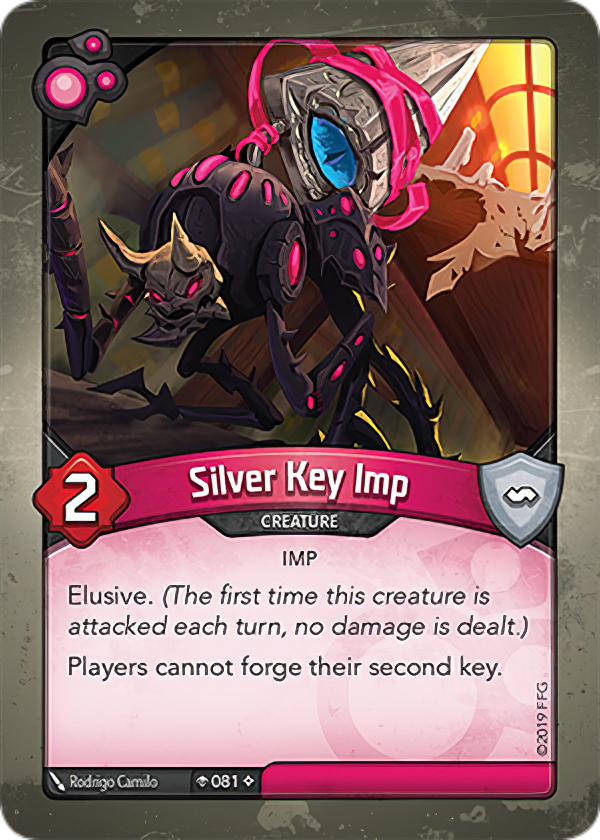 2
Silver Key Imp
CREATURE
IMP
Elusive. (The first time this creature is
attacked each turn, no damage is dealt.)
Players cannot forge their second key.
©2019 FFG
Rodrigo Camilo
081